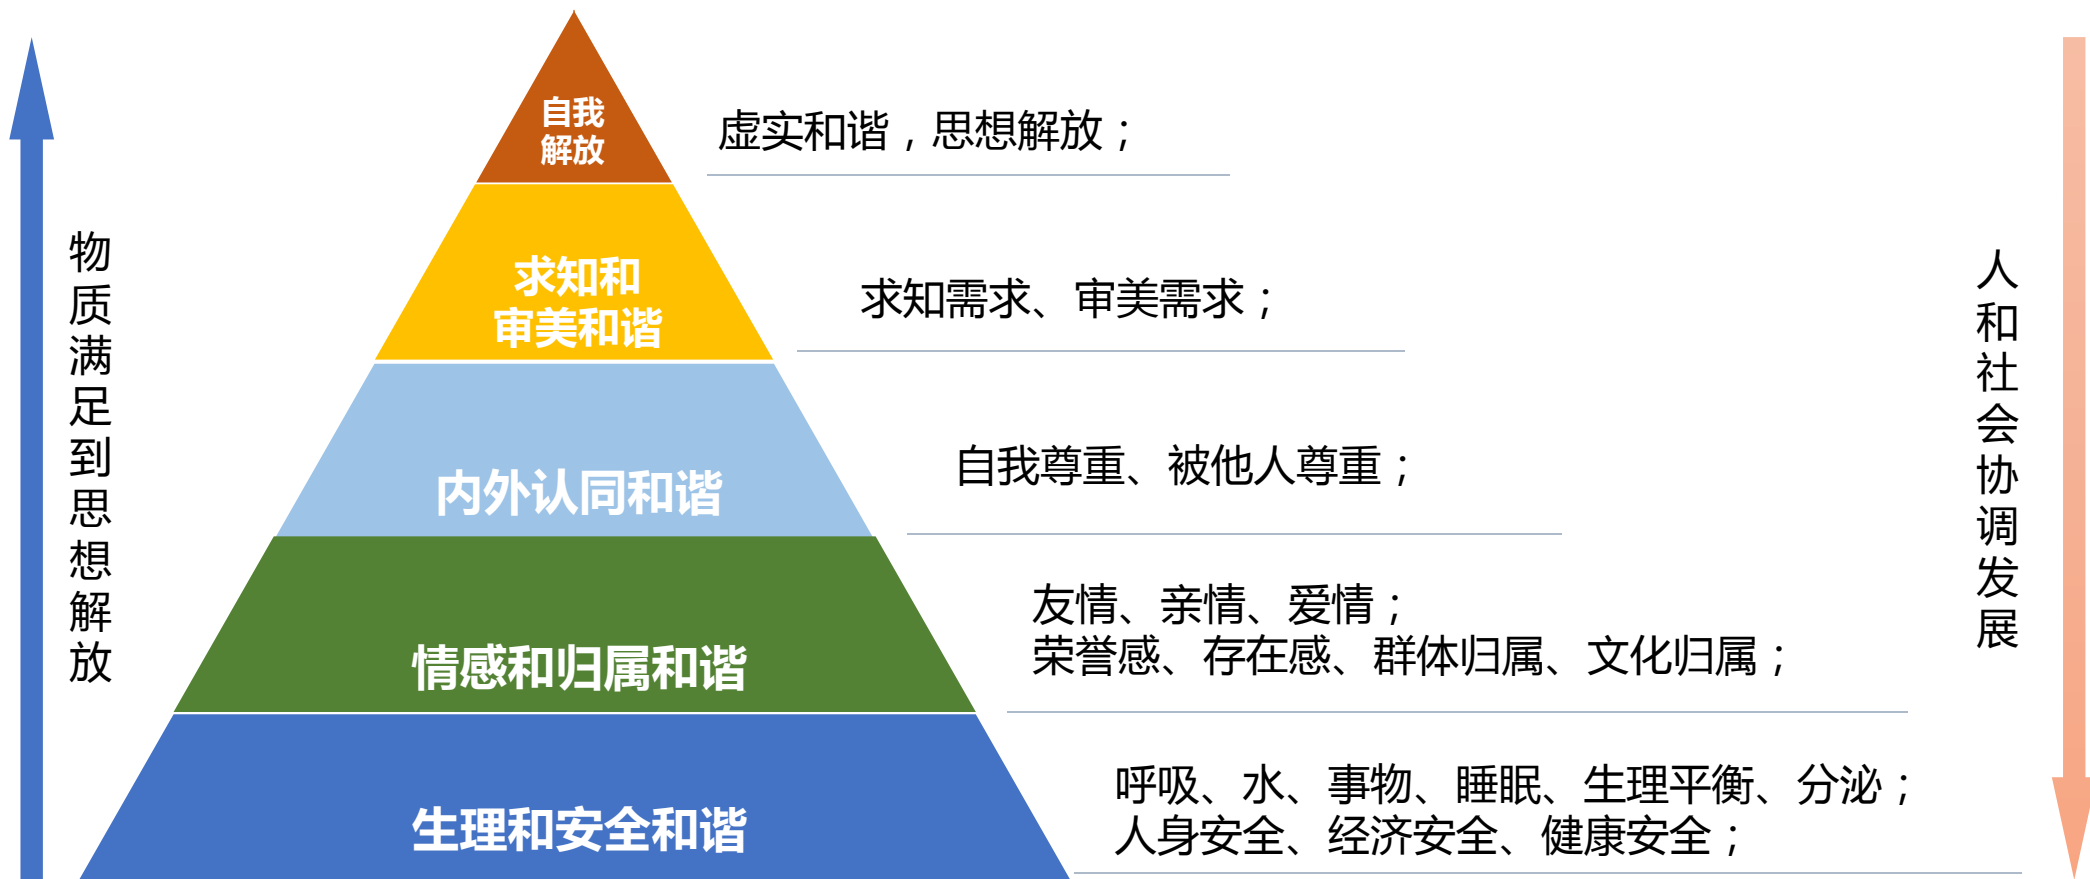 自我
解放
虚实和谐，思想解放；
求知和
审美和谐
求知需求、审美需求；
内外认同和谐
自我尊重、被他人尊重；
情感和归属和谐
友情、亲情、爱情；
荣誉感、存在感、群体归属、文化归属；
生理和安全和谐
呼吸、水、事物、睡眠、生理平衡、分泌；
人身安全、经济安全、健康安全；
物质满足到思想解放
人和社会协调发展